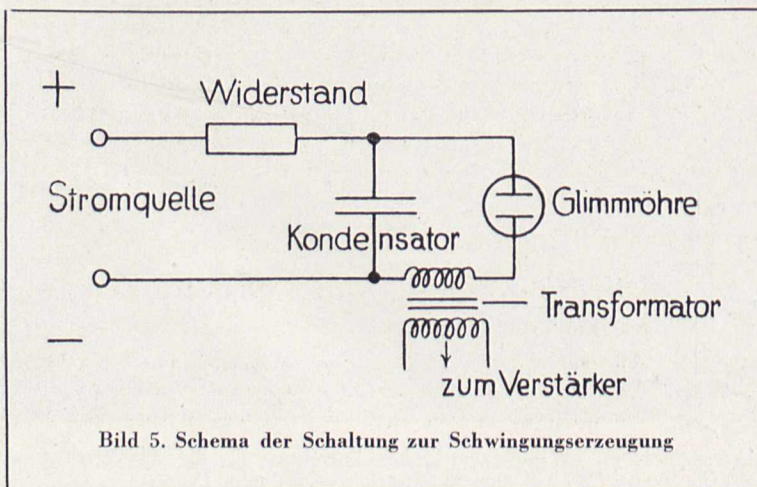 +
Widerstand
Stromquelle
Glimmröhre
Kondensator
Transformator
—
zum Verstärker
Bild 5. Schema der Schaltung zur Schwingungserzeugung